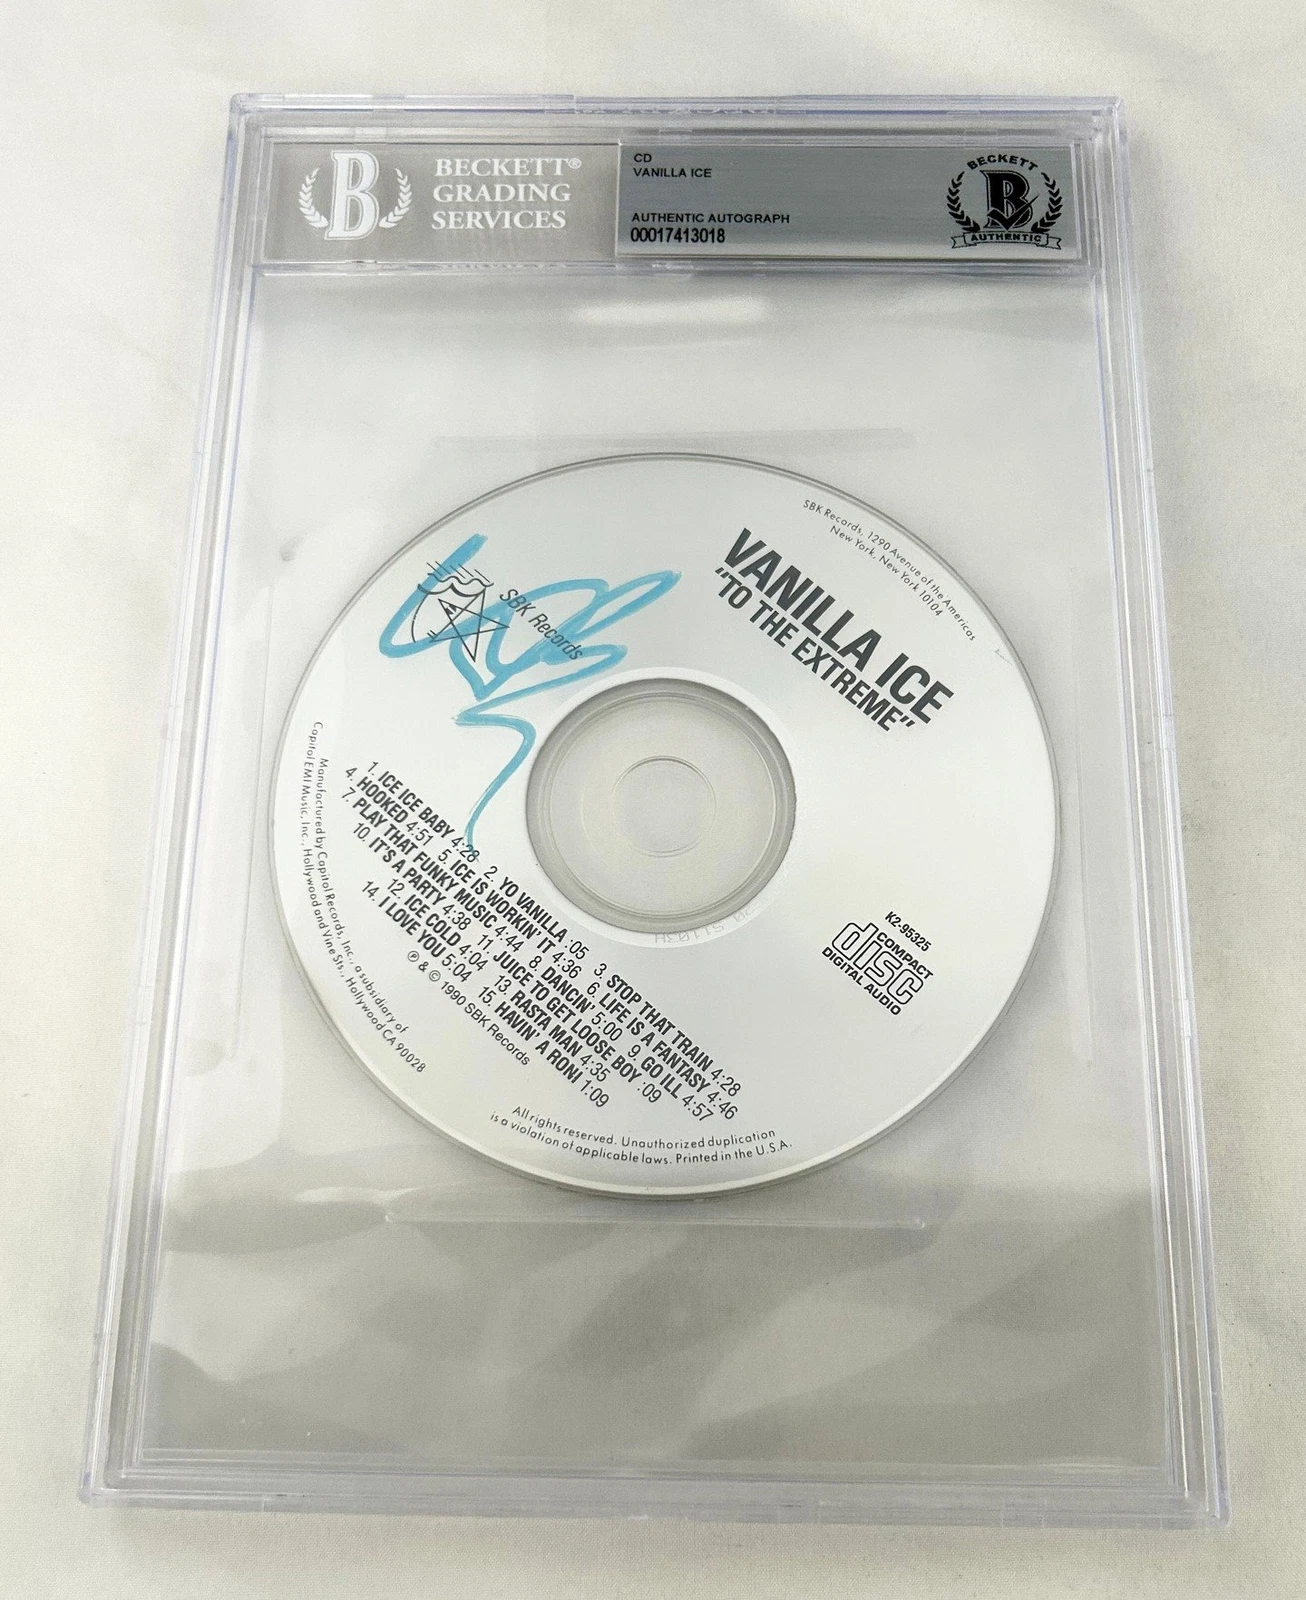 BECKETT®
GRADING
SERVICES
B
CD
VANILLA ICE
AUTHENTIC AUTOGRAPH
00017413018
BECKETT
B
AUTHENTIC
SBK Records, 1290 Avenue of the Americas
New York, New York 10104
VANILLA ICE
"TO THE EXTREME"
SBK Records
1. ICE ICE BABY 4:28 2. YO VANILLA :05 3. STOP THAT TRAIN 4:28
4. HOOKED 4:51 5. ICE IS WORKIN' IT 4:36 6. LIFE IS A FANTASY 4:46
7. PLAY THAT FUNKY MUSIC 4:44 8. DANCIN' 5:00 9. GO ILL 4:57
10. IT'S A PARTY 4:38 11. JUICE TO GET LOOSE BOY :09
12. ICE COLD 4:04 13. RASTA MAN 4:35
14. I LOVE YOU 5:04 15. HAVIN' A RONI 1:09
℗ & © 1990 SBK Records
K2-95325
COMPACT
disc
DIGITAL AUDIO
Manufactured by Capitol Records, Inc., a subsidiary of
Capitol EMI Music, Inc., Hollywood and Vine Sts., Hollywood CA 90028
All rights reserved. Unauthorized duplication
is a violation of applicable laws. Printed in the U.S.A.